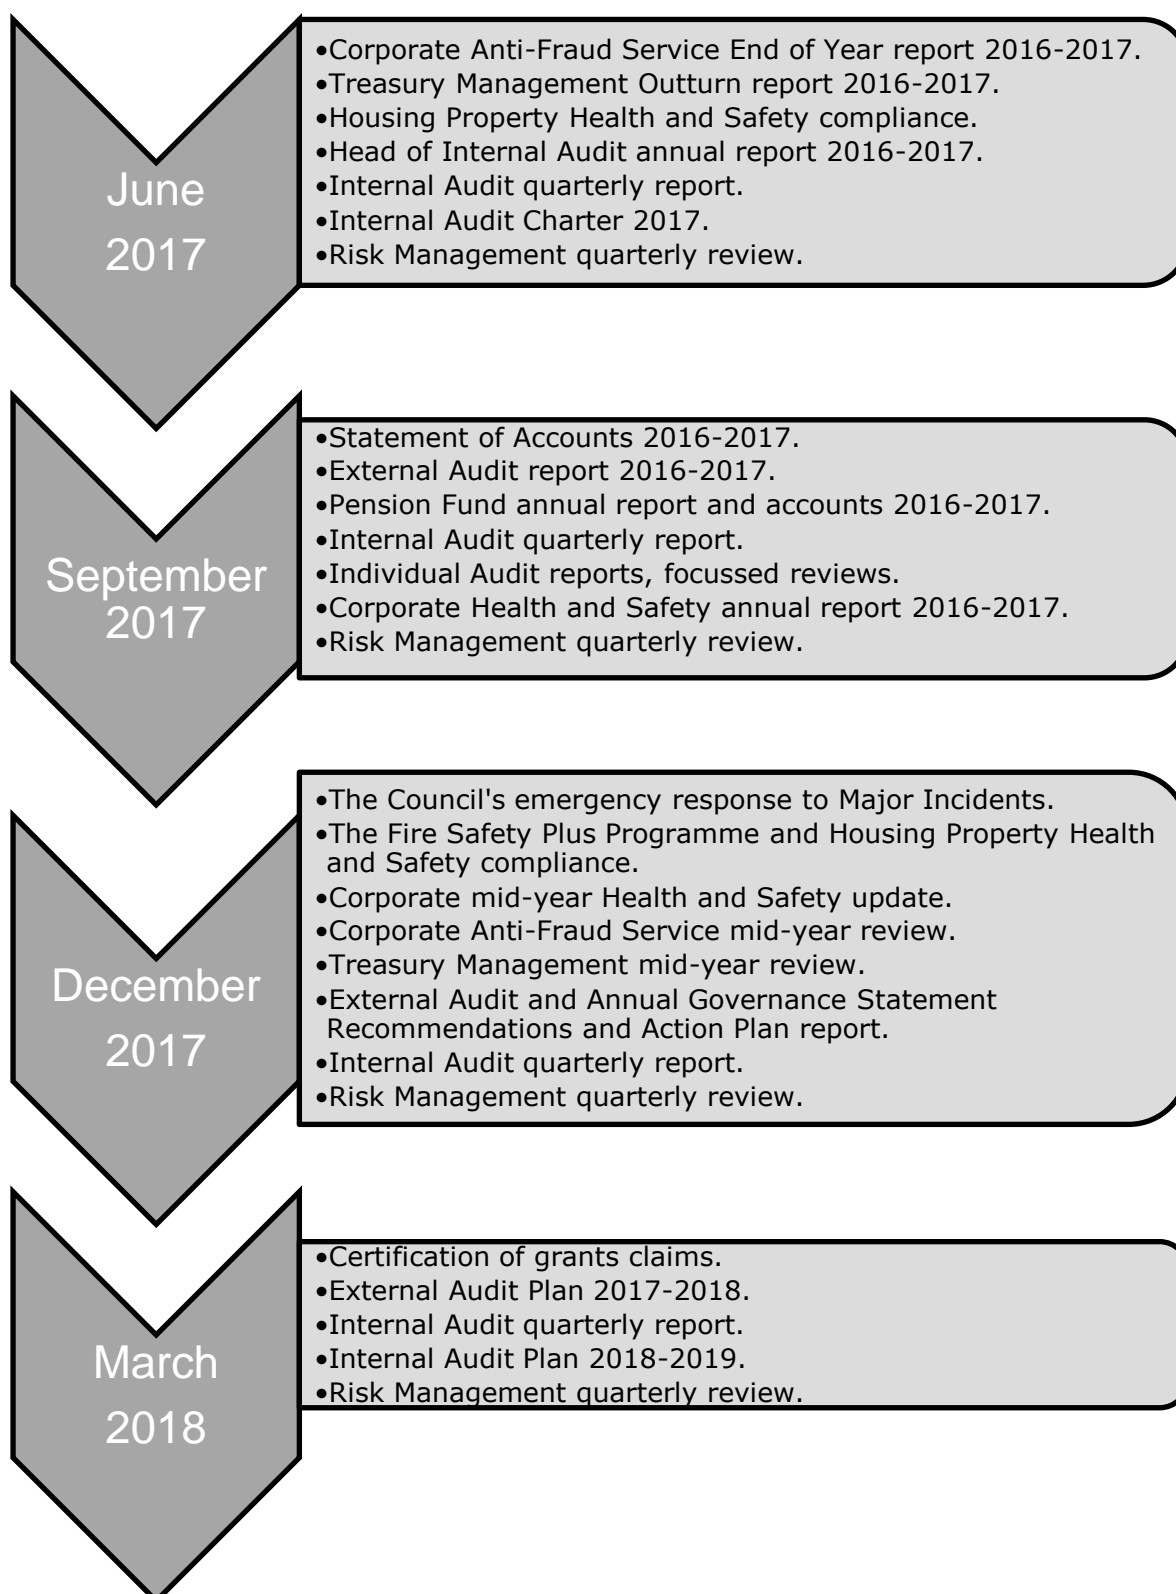 June
2017
•Corporate Anti-Fraud Service End of Year report 2016-2017.
•Treasury Management Outturn report 2016-2017.
•Housing Property Health and Safety compliance.
•Head of Internal Audit annual report 2016-2017.
•Internal Audit quarterly report.
•Internal Audit Charter 2017.
•Risk Management quarterly review.
September
2017
•Statement of Accounts 2016-2017.
•External Audit report 2016-2017.
•Pension Fund annual report and accounts 2016-2017.
•Internal Audit quarterly report.
•Individual Audit reports, focussed reviews.
•Corporate Health and Safety annual report 2016-2017.
•Risk Management quarterly review.
December
2017
•The Council's emergency response to Major Incidents.
•The Fire Safety Plus Programme and Housing Property Health
and Safety compliance.
•Corporate mid-year Health and Safety update.
•Corporate Anti-Fraud Service mid-year review.
•Treasury Management mid-year review.
•External Audit and Annual Governance Statement
Recommendations and Action Plan report.
•Internal Audit quarterly report.
•Risk Management quarterly review.
March
2018
•Certification of grants claims.
•External Audit Plan 2017-2018.
•Internal Audit quarterly report.
•Internal Audit Plan 2018-2019.
•Risk Management quarterly review.